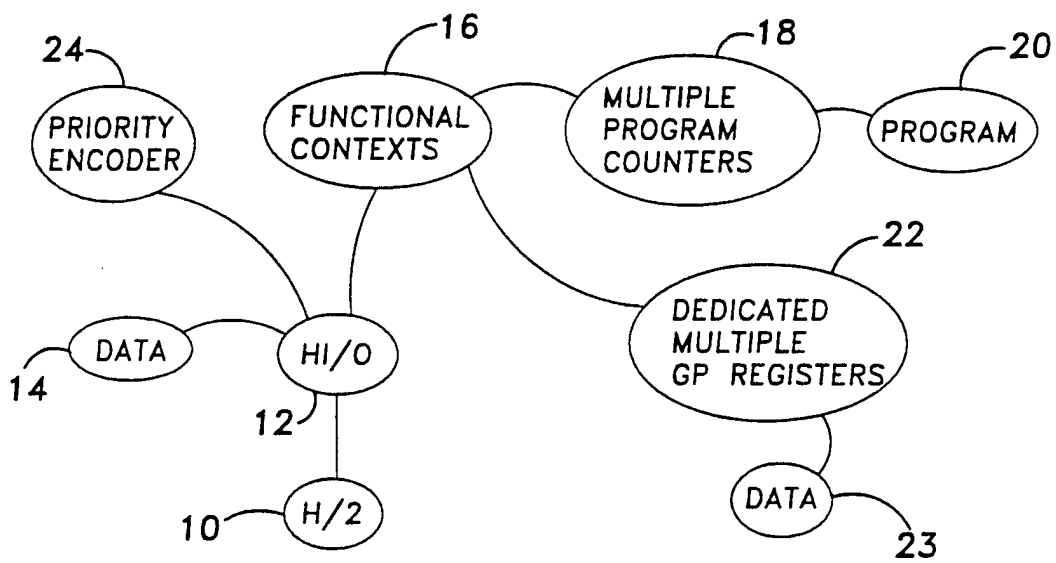 24
16
18
20
PRIORITY
ENCODER
FUNCTIONAL
CONTEXTS
MULTIPLE
PROGRAM
COUNTERS
PROGRAM
22
DEDICATED
MULTIPLE
GP REGISTERS
DATA
14
HI/O
12
H/2
10
DATA
23